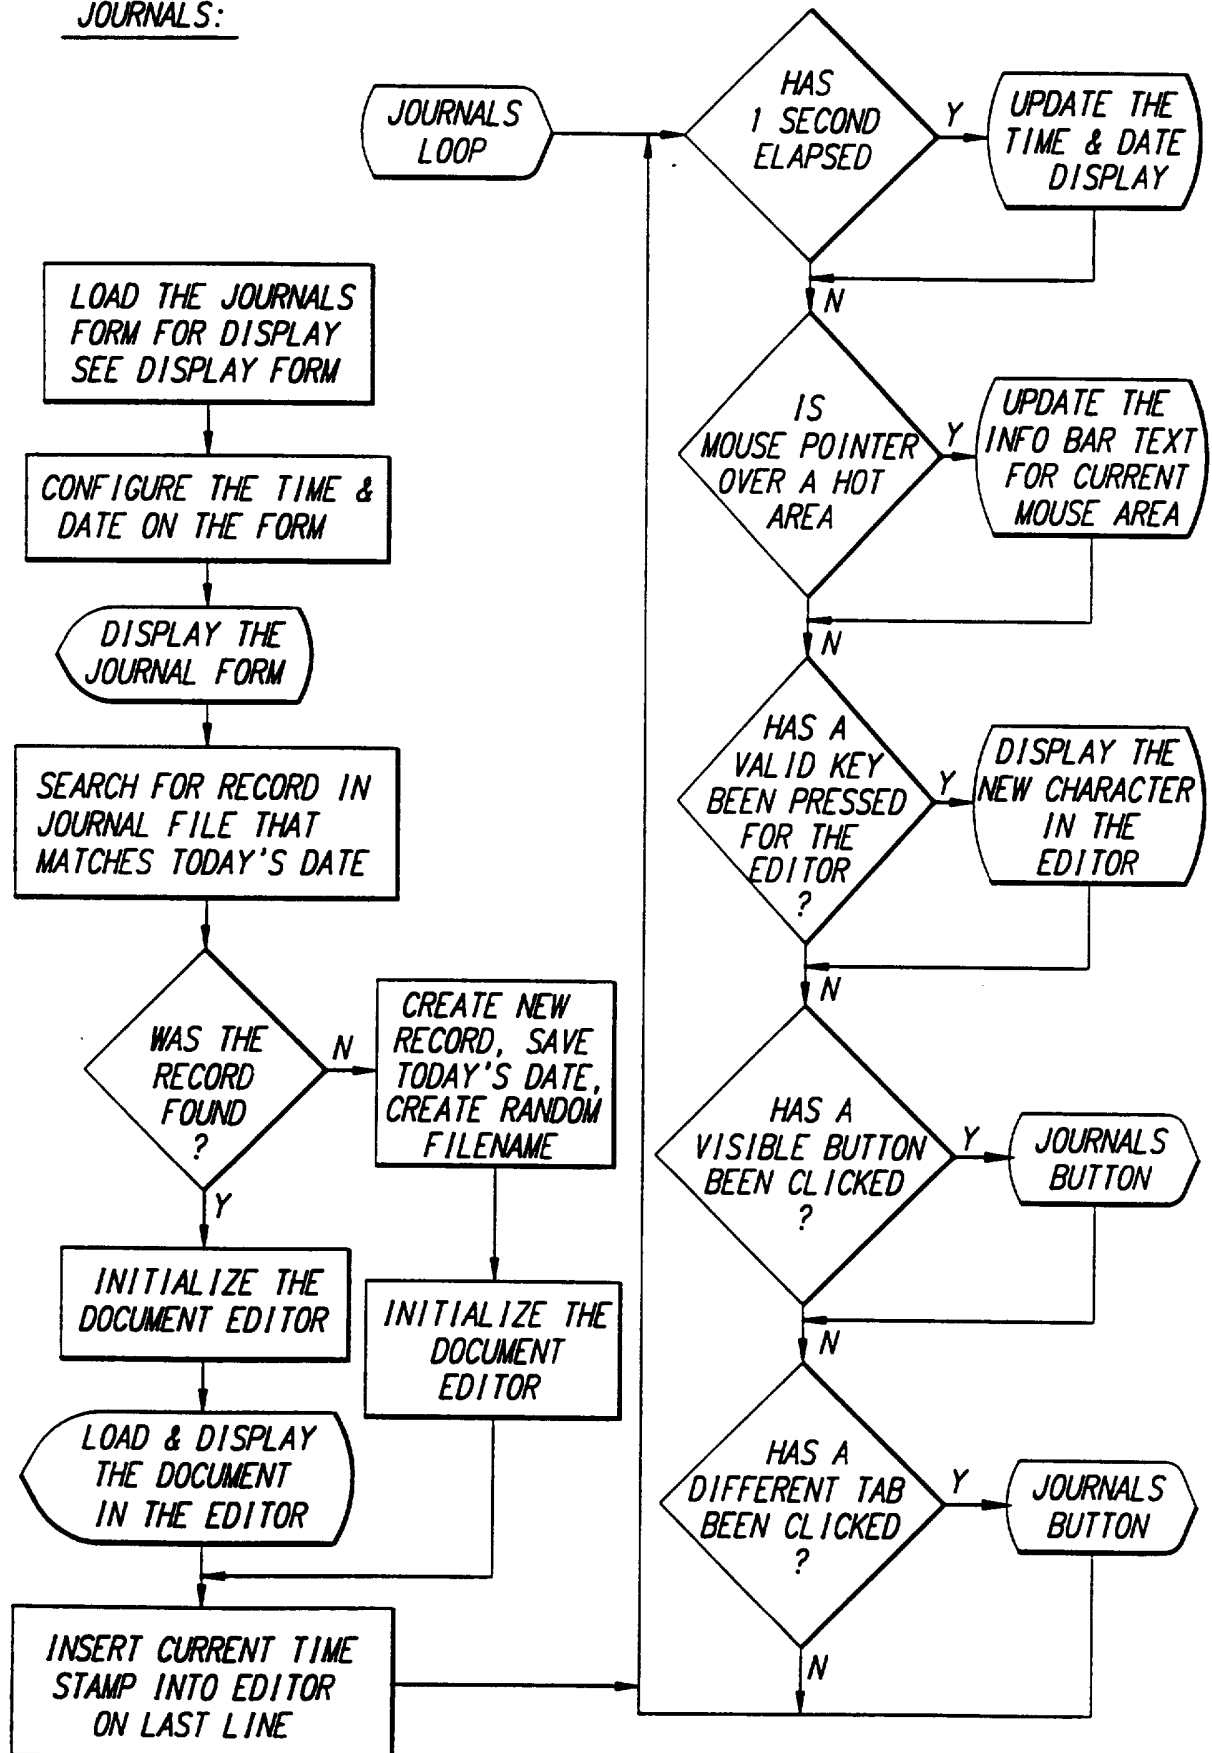 JOURNALS:
LOAD THE JOURNALS
FORM FOR DISPLAY
SEE DISPLAY FORM
CONFIGURE THE TIME &
DATE ON THE FORM
DISPLAY THE
JOURNAL FORM
SEARCH FOR RECORD IN
JOURNAL FILE THAT
MATCHES TODAY'S DATE
WAS THE
RECORD
FOUND
?
N
CREATE NEW
RECORD, SAVE
TODAY'S DATE,
CREATE RANDOM
FILENAME
Y
INITIALIZE THE
DOCUMENT EDITOR
INITIALIZE THE
DOCUMENT
EDITOR
LOAD & DISPLAY
THE DOCUMENT
IN THE EDITOR
INSERT CURRENT TIME
STAMP INTO EDITOR
ON LAST LINE
JOURNALS
LOOP
HAS
1 SECOND
ELAPSED
Y
UPDATE THE
TIME & DATE
DISPLAY
N
IS
MOUSE POINTER
OVER A HOT
AREA
Y
UPDATE THE
INFO BAR TEXT
FOR CURRENT
MOUSE AREA
N
HAS A
VALID KEY
BEEN PRESSED
FOR THE
EDITOR
?
Y
DISPLAY THE
NEW CHARACTER
IN THE
EDITOR
N
HAS A
VISIBLE BUTTON
BEEN CLICKED
?
Y
JOURNALS
BUTTON
N
HAS A
DIFFERENT TAB
BEEN CLICKED
?
Y
JOURNALS
BUTTON
N